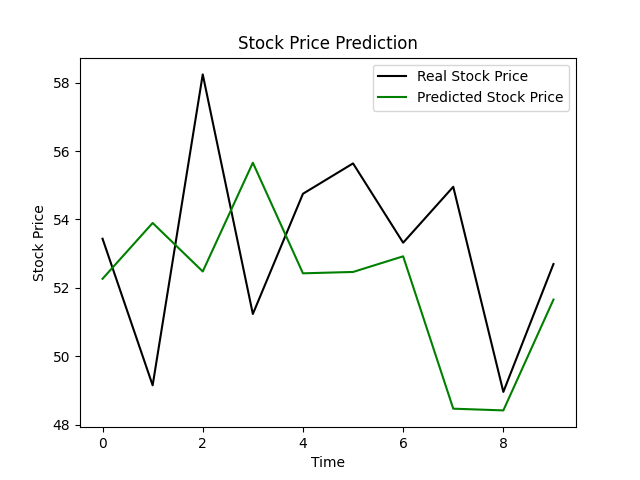 Stock Price Prediction
Real Stock Price
Predicted Stock Price
Stock Price
58
56
54
52
50
48
0 2 4 6 8
Time